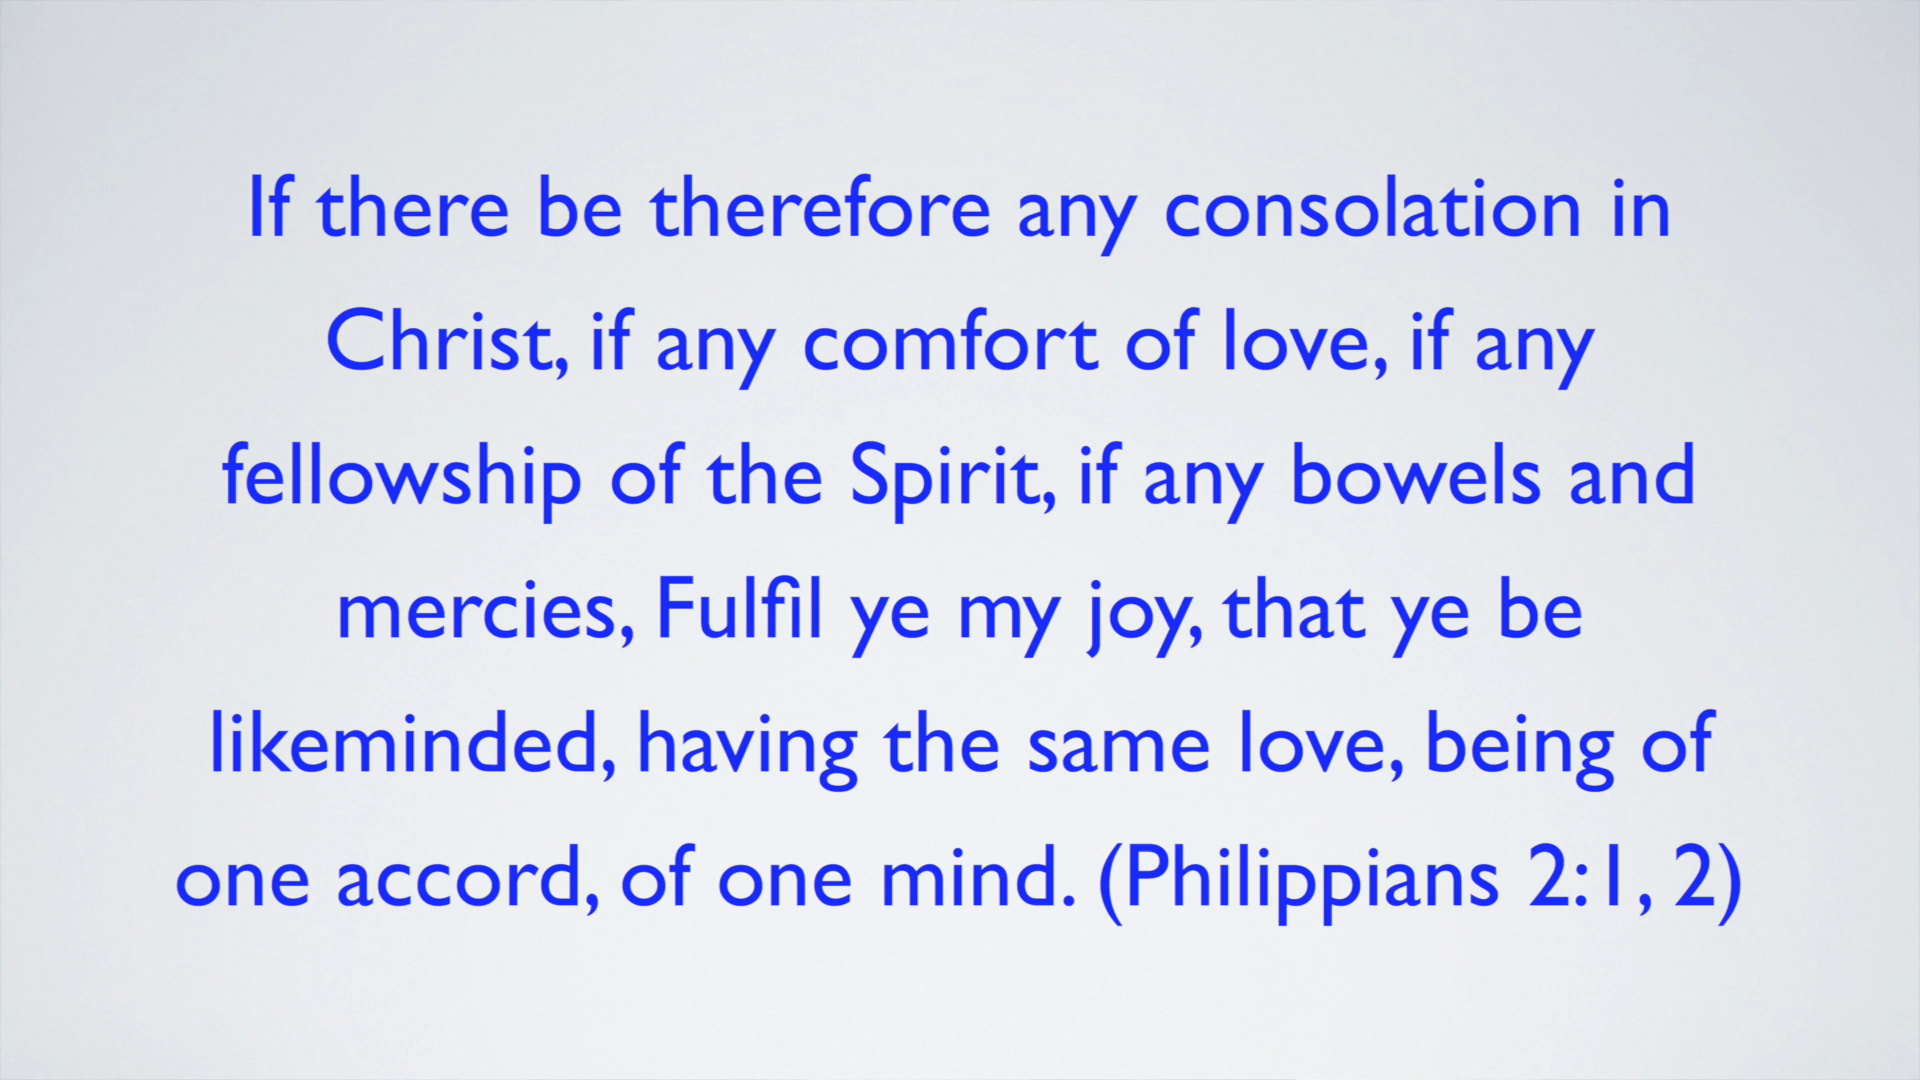 If there be therefore any consolation in
Christ, if any comfort of love, if any
fellowship of the Spirit, if any bowels and
mercies, Fulfil ye my joy, that ye be
likeminded, having the same love, being of
one accord, of one mind. (Philippians 2:1, 2)